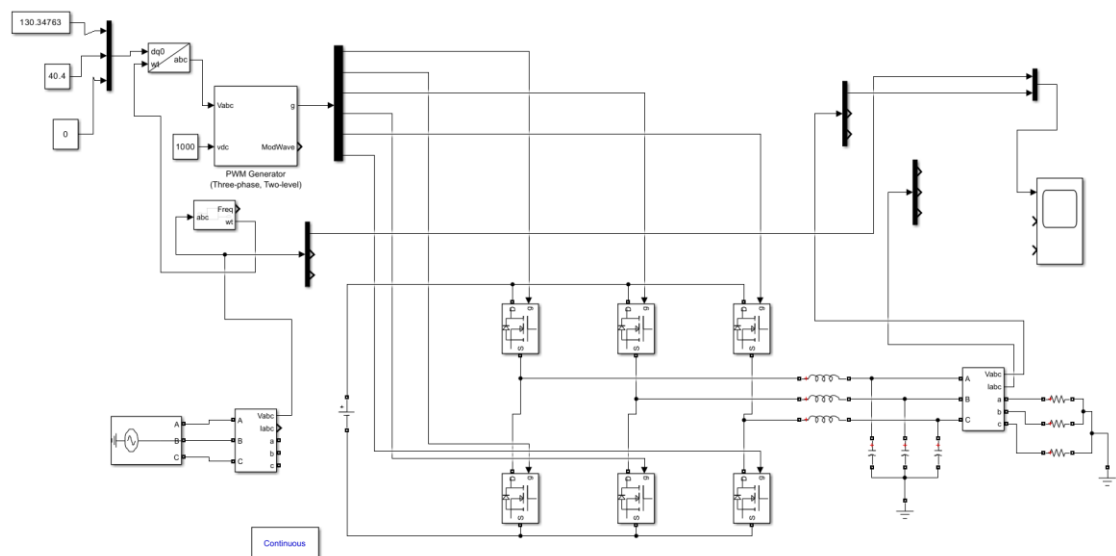 130.34763
40.4
0
dq0
wt
abc
Vabc
g
1000
vdc
ModWave
PWM Generator
(Three-phase, Two-level)
abc
Freq
wt
D
g
S
D
g
S
D
g
S
+
A
B
C
Vabc
Iabc
a
b
c
A
B
C
A
B
C
Vabc
Iabc
a
b
c
D
g
S
D
g
S
D
g
S
Continuous